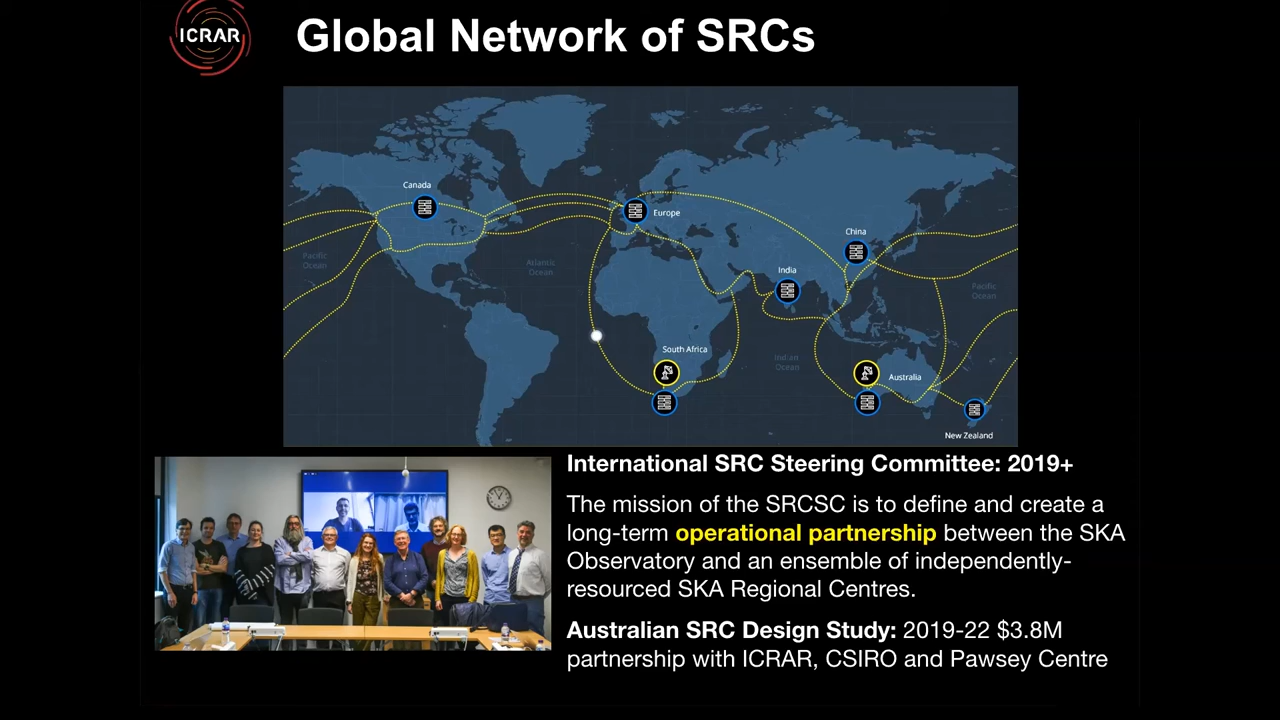 ICRAR
Global Network of SRCs
Canada
Europe
China
India
Pacific
Ocean
Atlantic
Ocean
Pacific
Ocean
South Africa
Indian
Ocean
Australia
New Zealand
International SRC Steering Committee: 2019+
The mission of the SRCSC is to define and create a
long-term operational partnership between the SKA
Observatory and an ensemble of independently-
resourced SKA Regional Centres.
Australian SRC Design Study: 2019-22 $3.8M
partnership with ICRAR, CSIRO and Pawsey Centre